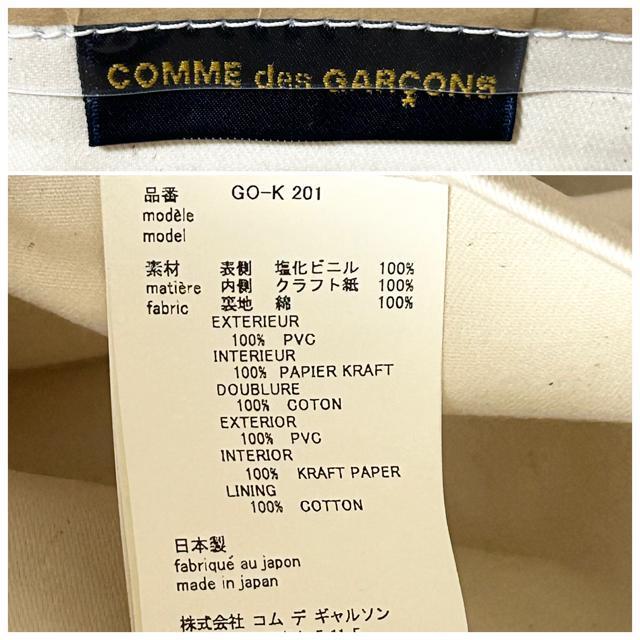 COMME des GARÇONS
品番 GO-K 201
modèle
model
素材 表側 塩化ビニル 100%
matière 内側 クラフト紙 100%
fabric 裏地 綿 100%
EXTERIEUR
100% PVC
INTERIEUR
100% PAPIER KRAFT
DOUBLURE
100% COTON
EXTERIOR
100% PVC
INTERIOR
100% KRAFT PAPER
LINING
100% COTTON
日本製
fabriqué au japon
made in japan
株式会社 コム デ ギャルソン